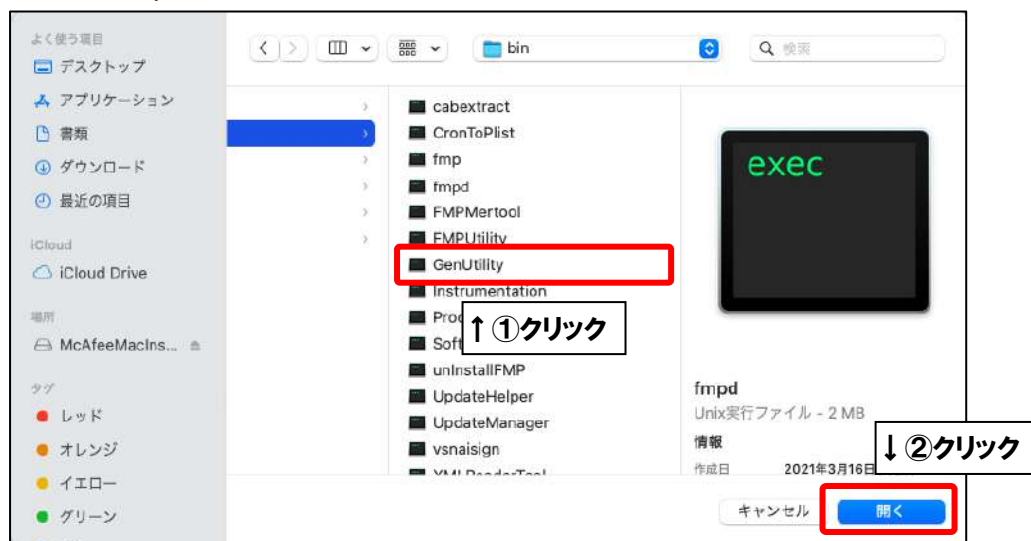 よく使う項目
デスクトップ
アプリケーション
書類
ダウンロード
最近の項目
iCloud
iCloud Drive
場所
McAfeeMacIns...
タグ
レッド
オレンジ
イエロー
グリーン
bin
検索
cabextract
CronToPlist
fmp
fmpd
FMPMertool
FMPUtility
GenUtility
Instrumentation
↑①クリック
unInstallFMP
UpdateHelper
UpdateManager
vsnaisign
XMLReaderTool
exec
fmpd
Unix実行ファイル - 2 MB
情報
作成日 2021年3月16日
↓②クリック
キャンセル
開く